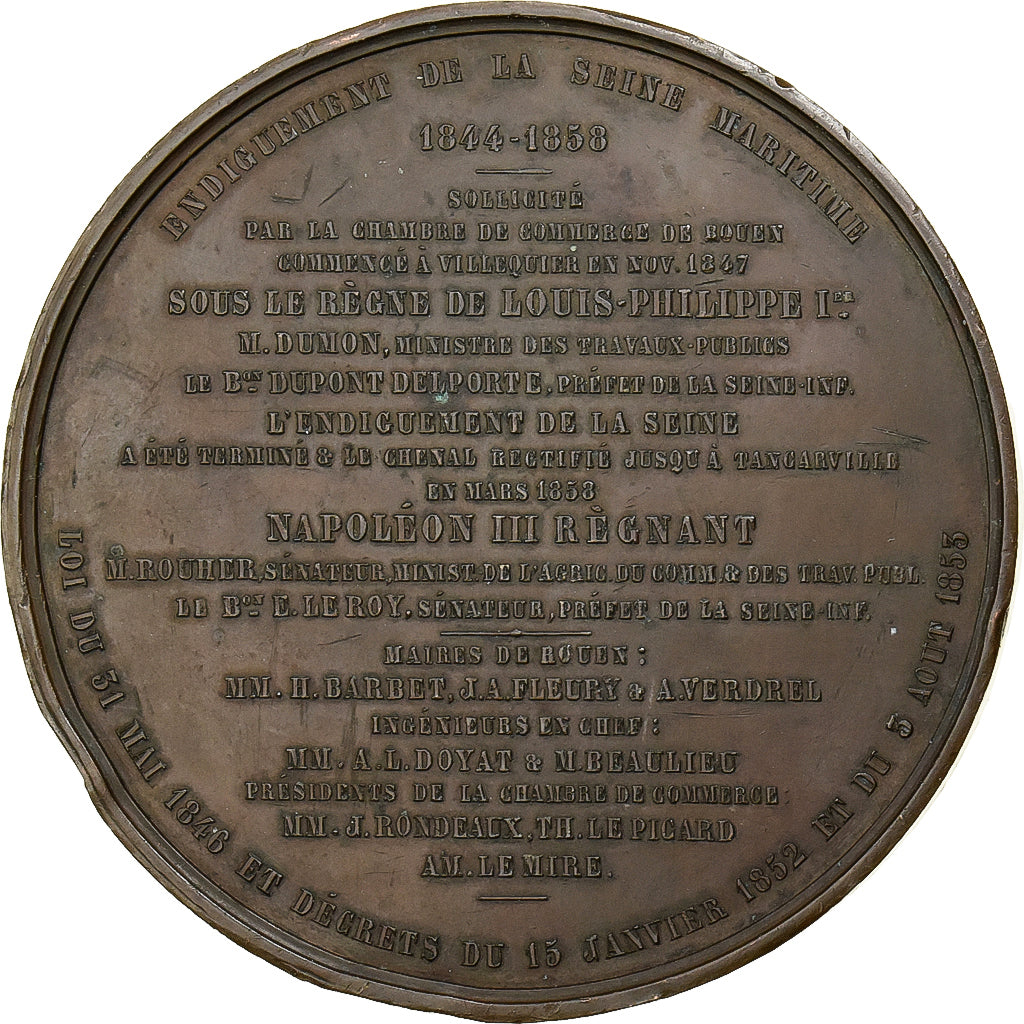 ENDIGUEMENT DE LA SEINE MARITIME
1844-1858
SOLLICITÉ
PAR LA CHAMBRE DE COMMERCE DE ROUEN
COMMENCÉ À VILLEQUIER EN NOV. 1847
SOUS LE RÈGNE DE LOUIS-PHILIPPE IER.
M. DUMON, MINISTRE DES TRAVAUX-PUBLICS
LE BON DUPONT DELPORTE, PRÉFET DE LA SEINE-INF.
L'ENDIGUEMENT DE LA SEINE
A ÉTÉ TERMINÉ & LE CHENAL RECTIFIÉ JUSQU'À TANCARVILLE
EN MARS 1858
NAPOLÉON III RÈGNANT
M. ROUHER, SÉNATEUR, MINIST. DE L'AGRIC. DU COMM. & DES TRAV. PUBL.
LE BON E. LE ROY, SÉNATEUR, PRÉFET DE LA SEINE-INF.
MAIRES DE ROUEN :
MM. H. BARBET, J.A. FLEURY & A. VERDREL
INGÉNIEURS EN CHEF :
MM. A. L. DOYAT & M. BEAULIEU
PRÉSIDENTS DE LA CHAMBRE DE COMMERCE :
MM. J. RONDEAUX, TH. LE PICARD
AM. LE MIRE.
LOI DU 31 MAI 1846 ET DÉCRETS DU 15 JANVIER 1852 ET DU 3 AOUT 1853